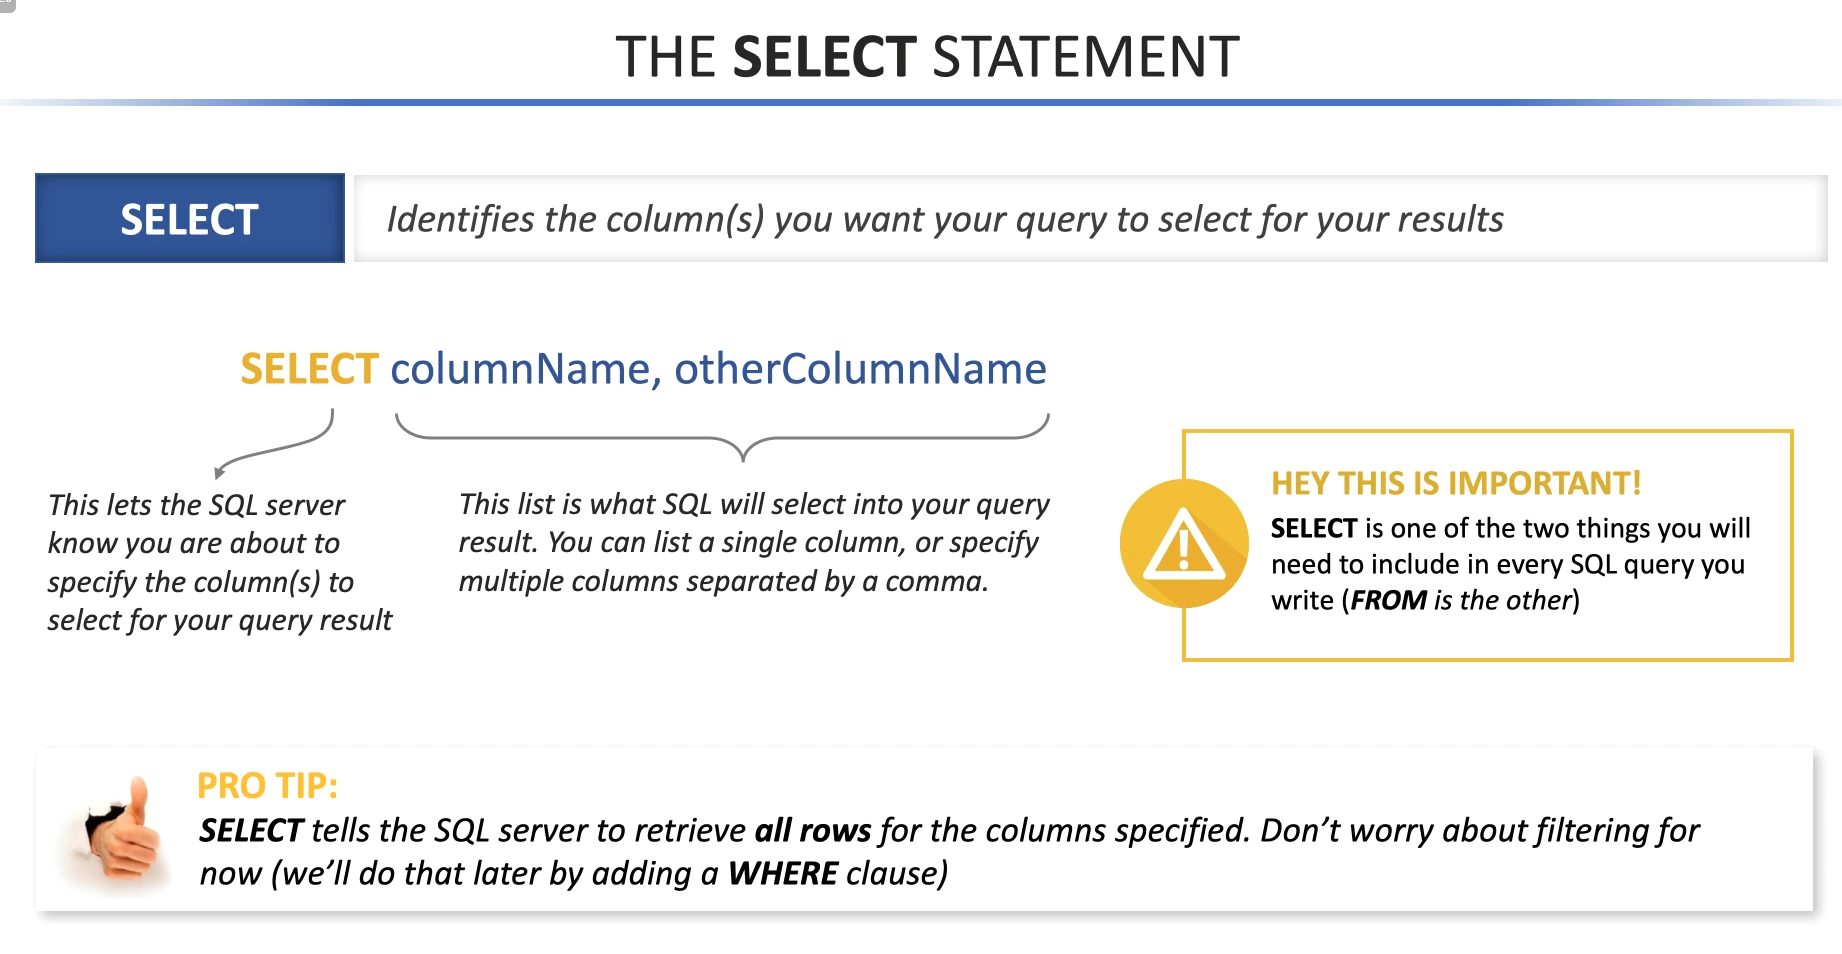 THE SELECT STATEMENT
SELECT
Identifies the column(s) you want your query to select for your results
SELECT columnName, otherColumnName
This lets the SQL server
know you are about to
specify the column(s) to
select for your query result
This list is what SQL will select into your query
result. You can list a single column, or specify
multiple columns separated by a comma.
HEY THIS IS IMPORTANT!
SELECT is one of the two things you will
need to include in every SQL query you
write (FROM is the other)
PRO TIP:
SELECT tells the SQL server to retrieve all rows for the columns specified. Don’t worry about filtering for
now (we’ll do that later by adding a WHERE clause)